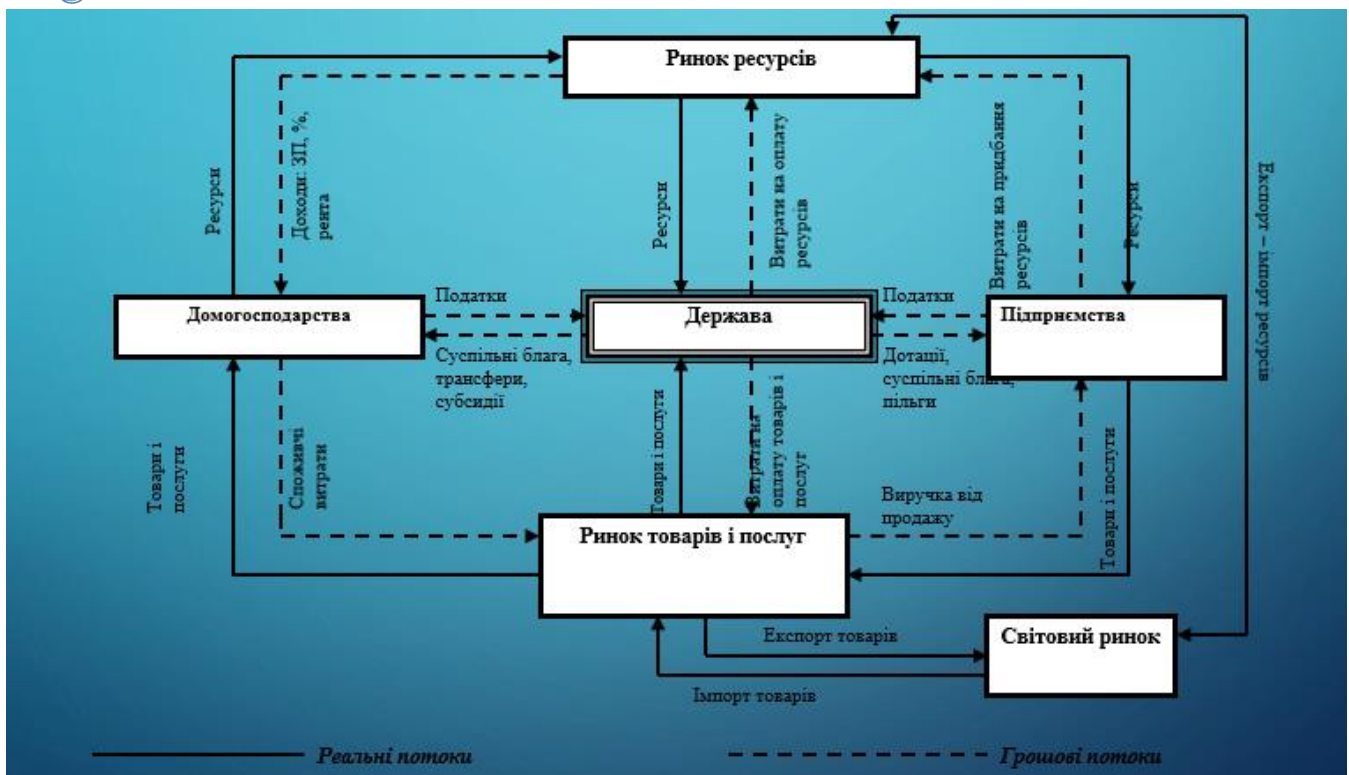 Ринок ресурсів
Ресурси
Доходи: ЗП, %,
рента
Ресурси
Витрати на оплату
ресурсів
Витрати на придбання
ресурсів
Ресурси
Експорт – імпорт ресурсів
Домогосподарства
Податки
Суспільні блага,
трансфери,
субсидії
Держава
Податки
Дотації,
суспільні блага,
пільги
Підприємства
Товари і
послуги
Споживчі
витрати
Товари і послуги
Витрати на
оплату товарів і
послуг
Виручка від
продажу
Товари і послуги
Ринок товарів і послуг
Експорт товарів
Імпорт товарів
Світовий ринок
Реальні потоки
Грошові потоки